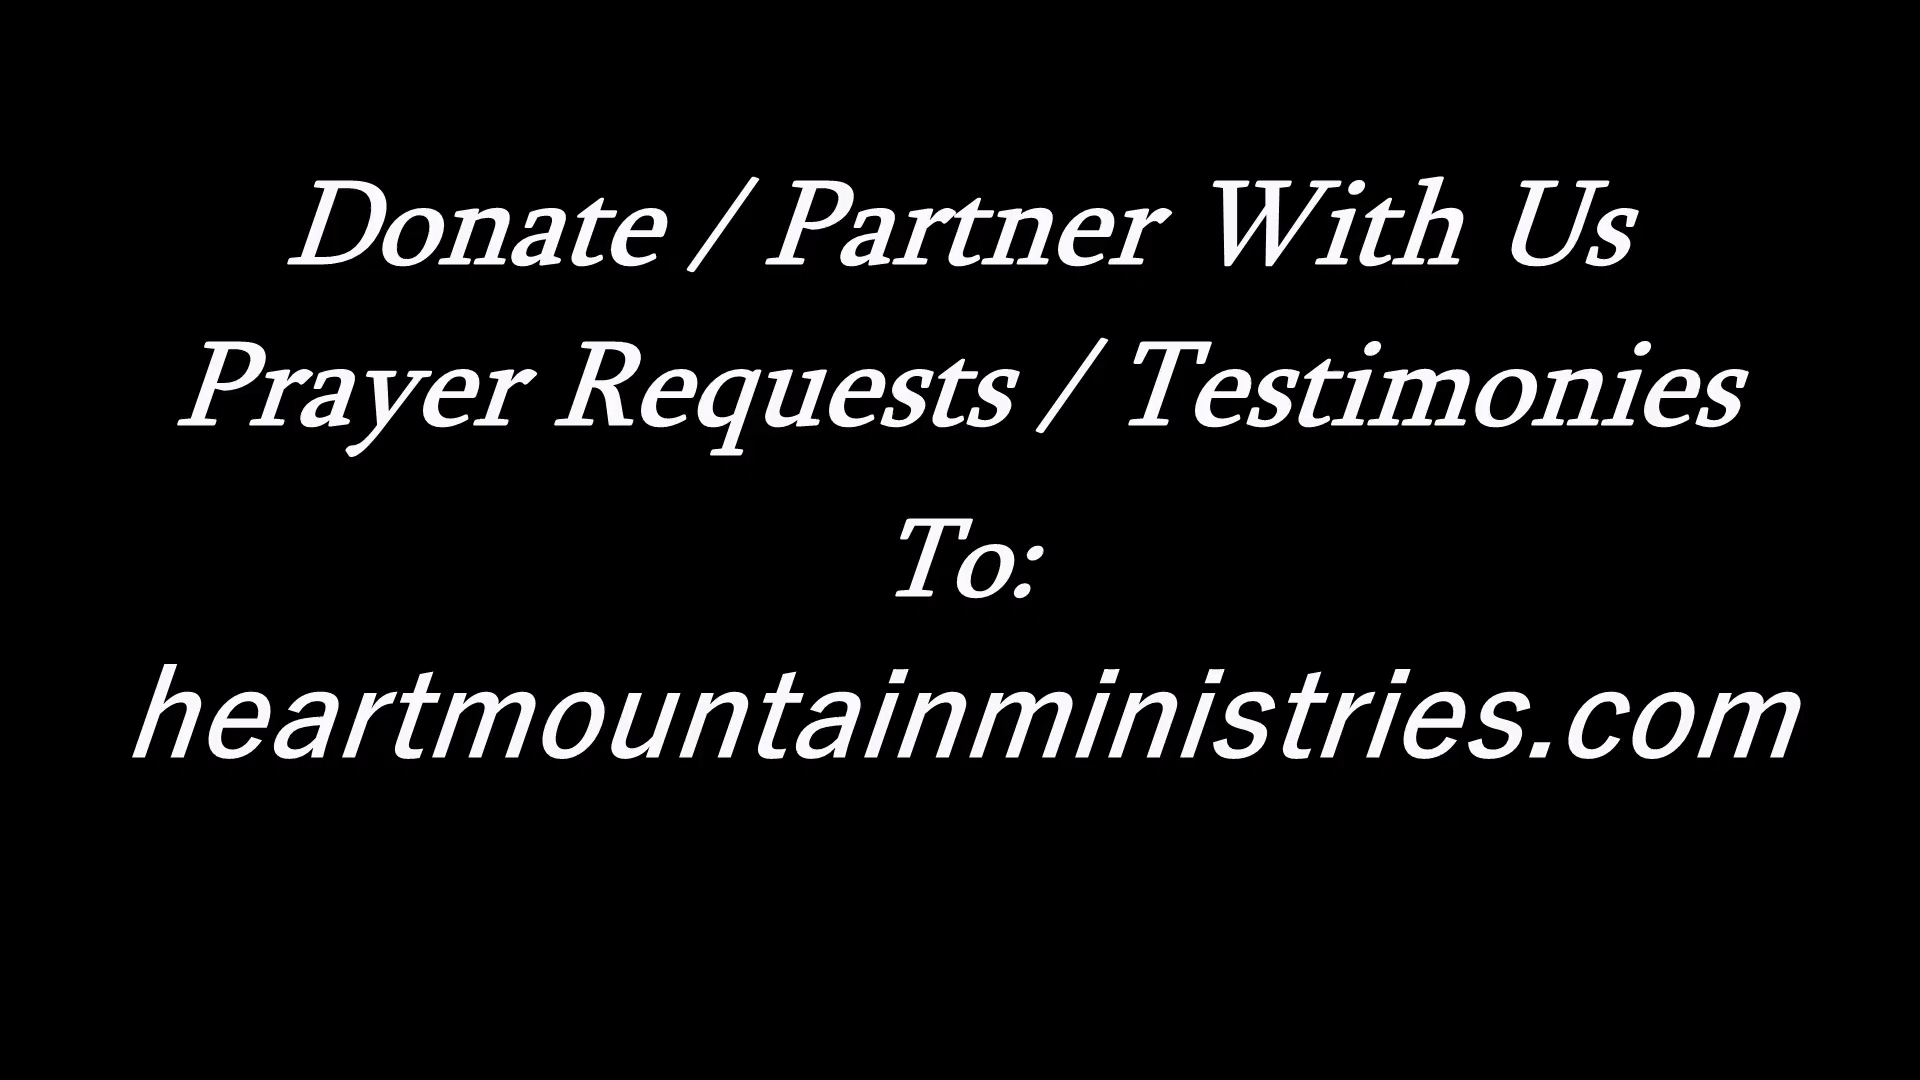 Donate / Partner With Us
Prayer Requests / Testimonies
To:
heartmountainministries.com